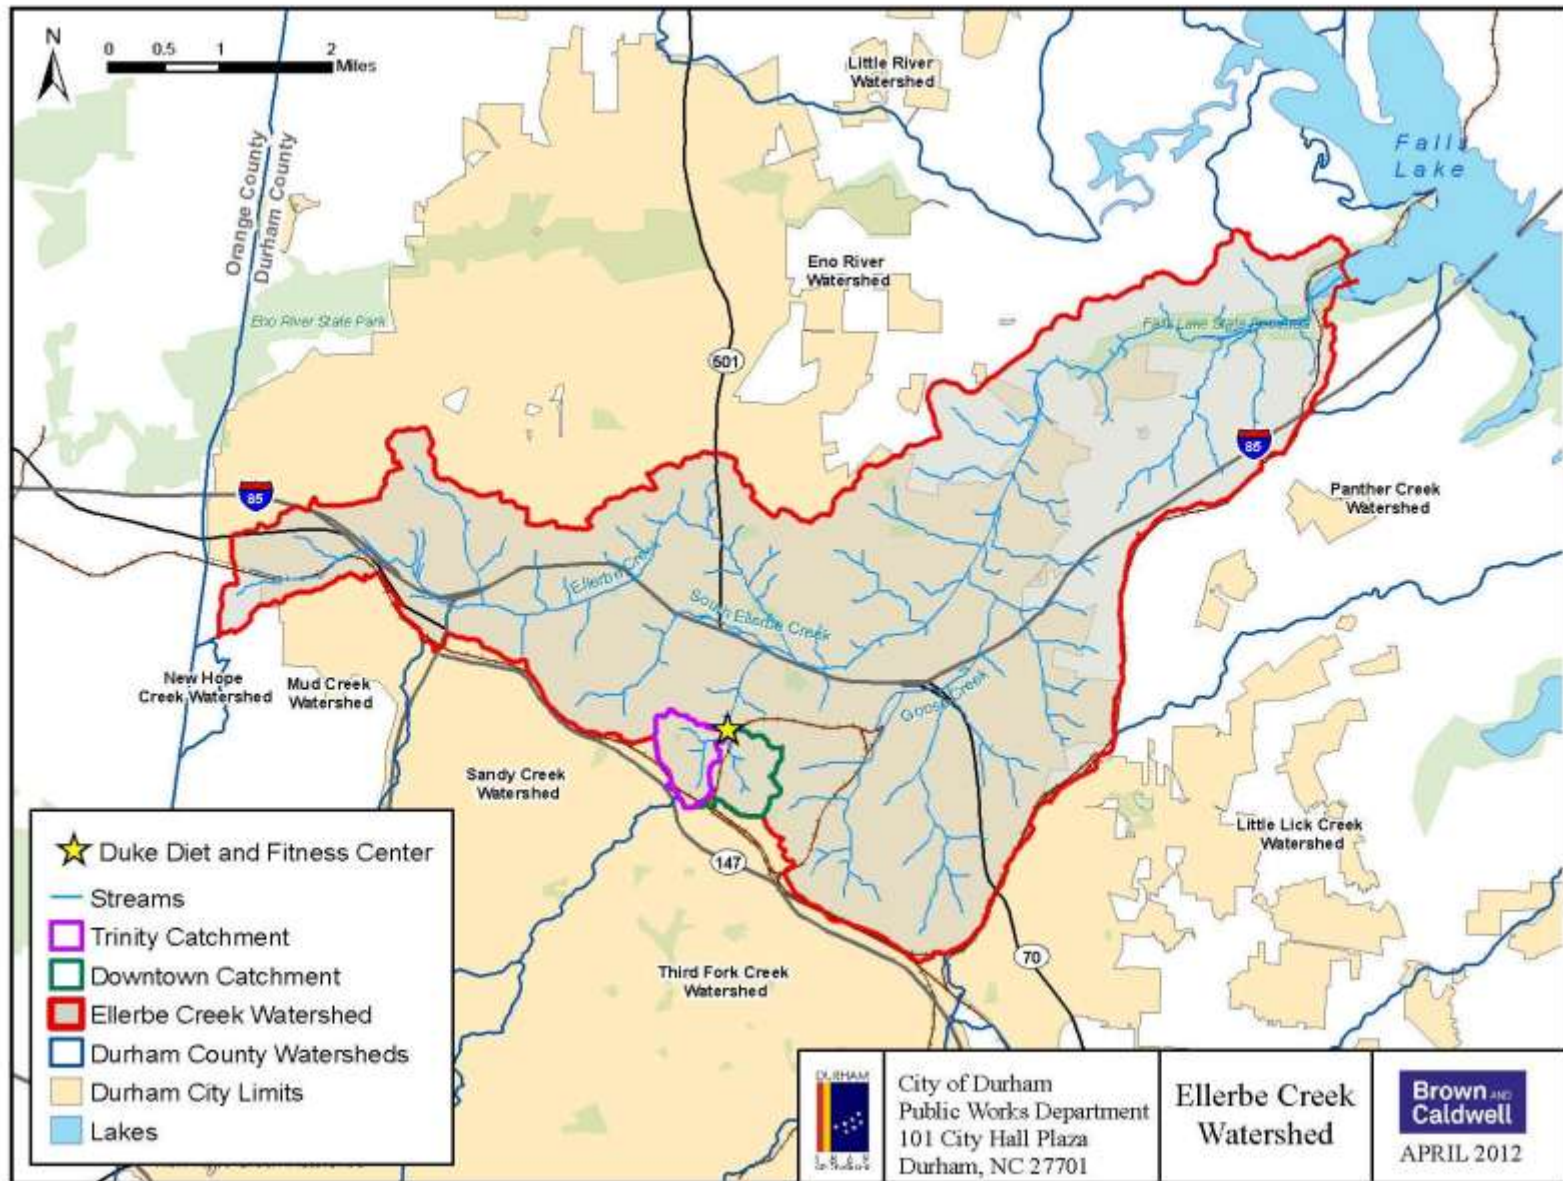 N
0 0.5 1 2
Miles
Little River
Watershed
Falls
Lake
Orange County
Durham County
Eno River
Watershed
Eno River State Park
Falls Lake State
501
85
85
Panther Creek
Watershed
Ellerbe Creek
South Ellerbe Creek
New Hope
Creek Watershed
Mud Creek
Watershed
Goose Creek
Sandy Creek
Watershed
Little Lick Creek
Watershed
147
70
Third Fork Creek
Watershed
Duke Diet and Fitness Center
Streams
Trinity Catchment
Downtown Catchment
Ellerbe Creek Watershed
Durham County Watersheds
Durham City Limits
Lakes
DURHAM
1869
City of Durham
Public Works Department
101 City Hall Plaza
Durham, NC 27701
Ellerbe Creek
Watershed
Brown AND
Caldwell
APRIL 2012